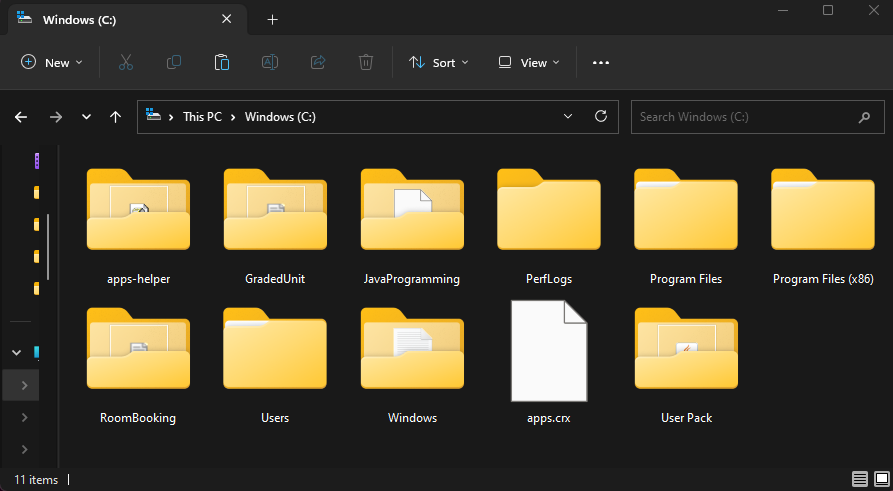 Windows (C:)
New
Sort
View
This PC > Windows (C:)
Search Windows (C:)
apps-helper
GradedUnit
JavaProgramming
PerfLogs
Program Files
Program Files (x86)
RoomBooking
Users
Windows
apps.crx
User Pack
11 items